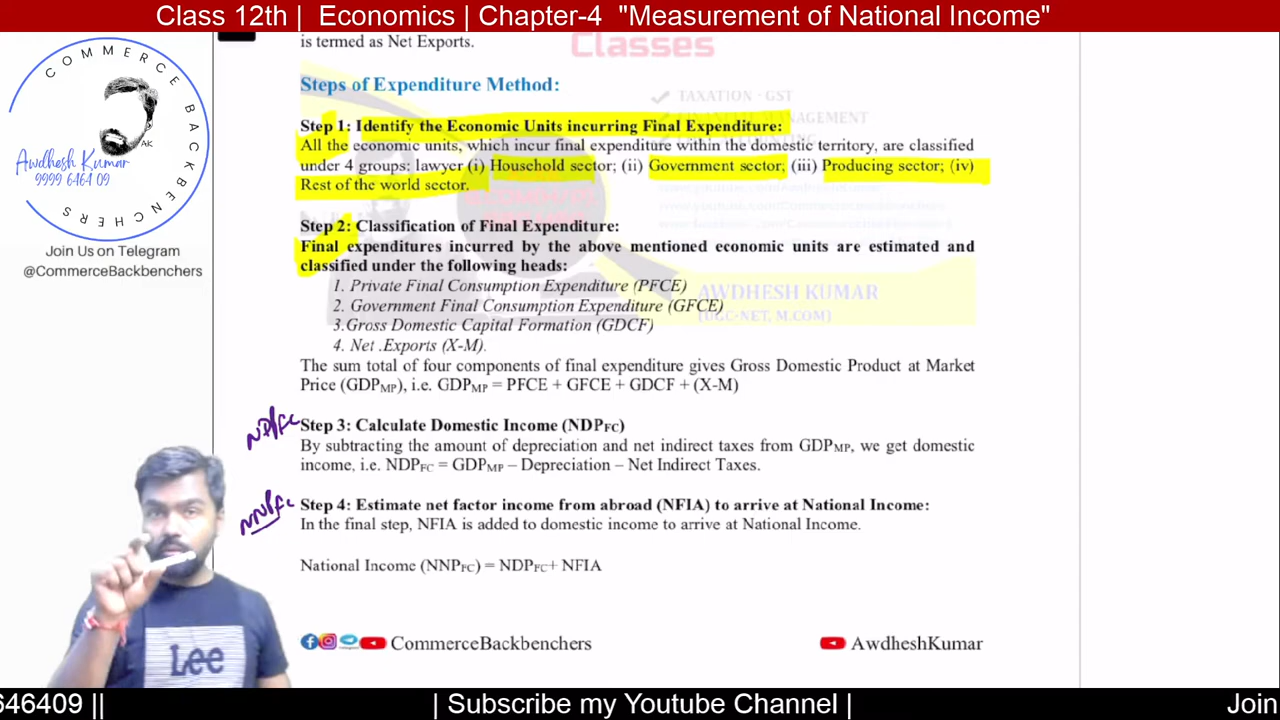 Class 12th | Economics | Chapter-4 "Measurement of National Income"
is termed as Net Exports.
Classes
COMMERCE BACKBENCHERS
AK
Awdhesh Kumar
9999 6464 09
Join Us on Telegram
@CommerceBackbenchers
Steps of Expenditure Method:
TAXATION - GST
Step 1: Identify the Economic Units incurring Final Expenditure:
All the economic units, which incur final expenditure within the domestic territory, are classified
under 4 groups: lawyer (i) Household sector; (ii) Government sector; (iii) Producing sector; (iv)
Rest of the world sector.
Step 2: Classification of Final Expenditure:
Final expenditures incurred by the above mentioned economic units are estimated and
classified under the following heads:
1. Private Final Consumption Expenditure (PFCE)
2. Government Final Consumption Expenditure (GFCE)
3.Gross Domestic Capital Formation (GDCF)
4. Net .Exports (X-M).
AWDHESH KUMAR
(UGC-NET, M.COM)
The sum total of four components of final expenditure gives Gross Domestic Product at Market
Price (GDPMP), i.e. GDPMP = PFCE + GFCE + GDCF + (X-M)
NDPFC
Step 3: Calculate Domestic Income (NDPFC)
By subtracting the amount of depreciation and net indirect taxes from GDPMP, we get domestic
income, i.e. NDPFC = GDPMP – Depreciation – Net Indirect Taxes.
NNPFC
Step 4: Estimate net factor income from abroad (NFIA) to arrive at National Income:
In the final step, NFIA is added to domestic income to arrive at National Income.
National Income (NNPFC) = NDPFC+ NFIA
Lee
CommerceBackbenchers
AwdheshKumar
646409 || | Subscribe my Youtube Channel | Join